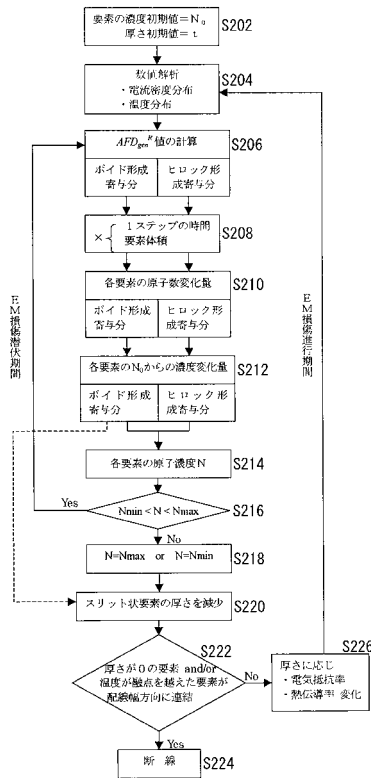 要素の濃度初期値＝N₀
厚さ初期値＝t
S202
数値解析
・電流密度分布
・温度分布
S204
AFDgen* 値の計算
S206
ボイド形成
寄与分
ヒロック形
成寄与分
×{ 1ステップの時間
要素体積
S208
各要素の原子数変化量
S210
ボイド形成
寄与分
ヒロック形
成寄与分
各要素のN₀からの濃度変化量
S212
ボイド形成
寄与分
ヒロック形
成寄与分
各要素の原子濃度N
S214
Yes
Nmin < N < Nmax
S216
No
N=Nmax or N=Nmin
S218
スリット状要素の厚さを減少
S220
S222
厚さが０の要素 and/or
温度が融点を越えた要素が
配線幅方向に連結
No
S226
厚さに応じ
・電気抵抗率
・熱伝導率 変化
Yes
断 線
S224
EM損傷潜伏期間
EM損傷進行期間